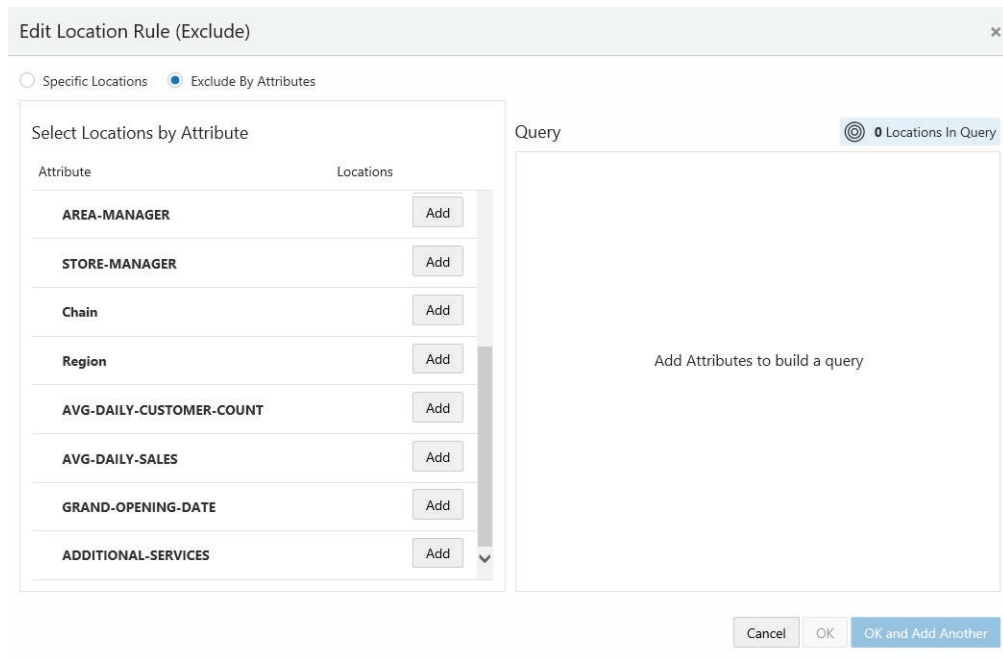 Edit Location Rule (Exclude)
×
Specific Locations Exclude By Attributes
Select Locations by Attribute
Attribute Locations
AREA-MANAGER Add
STORE-MANAGER Add
Chain Add
Region Add
AVG-DAILY-CUSTOMER-COUNT Add
AVG-DAILY-SALES Add
GRAND-OPENING-DATE Add
ADDITIONAL-SERVICES Add
Query 0 Locations In Query
Add Attributes to build a query
Cancel OK OK and Add Another